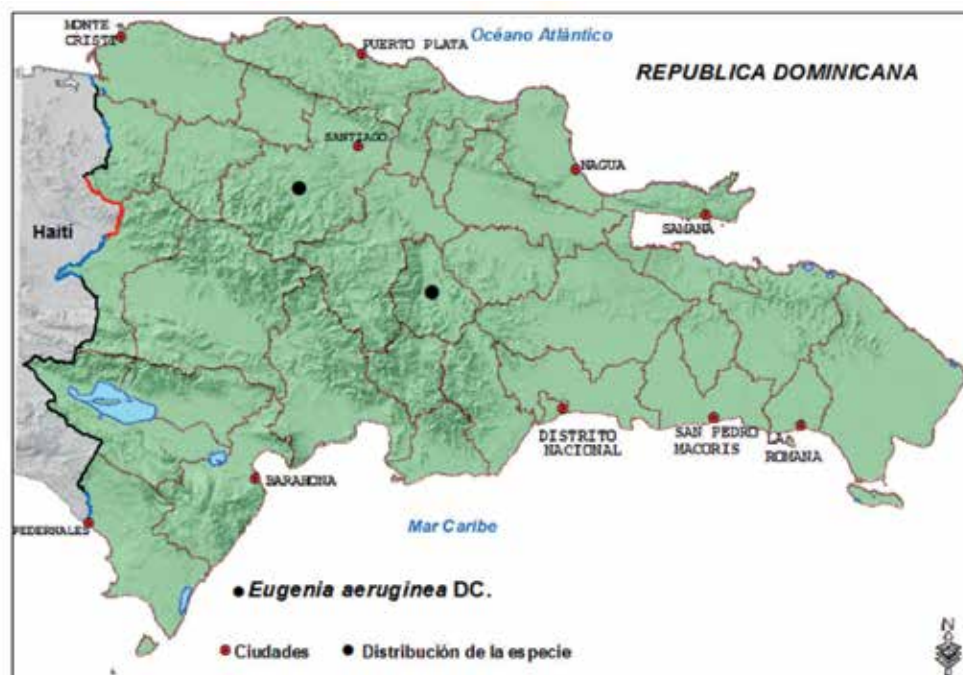 MONTE
CRISTI
PUERTO PLATA
Océano Atlántico
REPUBLICA DOMINICANA
SANTIAGO
NAGUA
SAMANA
Haití
DISTRITO
NACIONAL
SAN PEDRO
MACORIS
LA
ROMANA
BARAHONA
PEDERNALES
Mar Caribe
Eugenia aeruginea DC.
Ciudades
Distribución de la especie
N